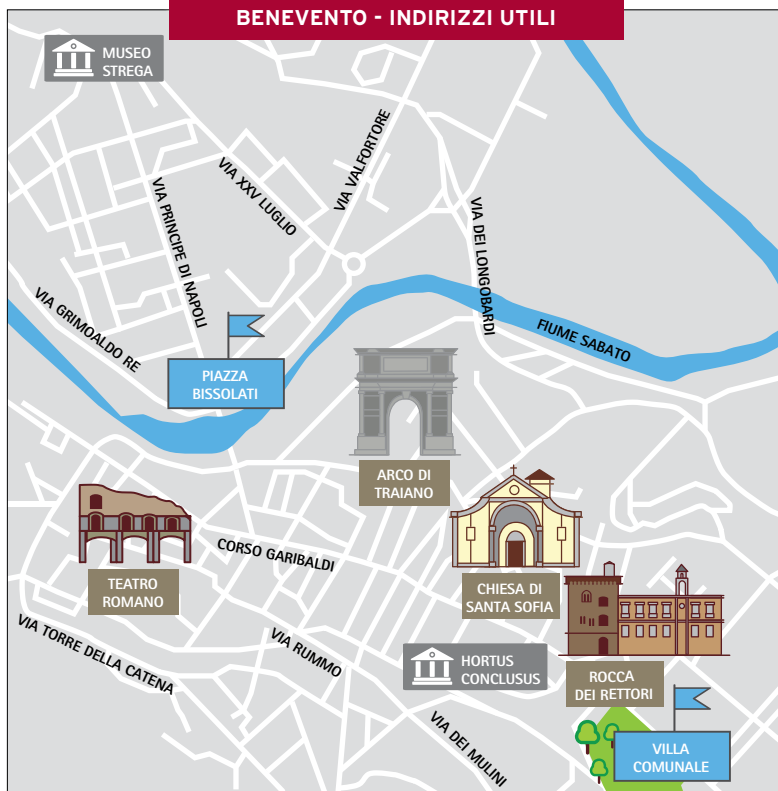 BENEVENTO - INDIRIZZI UTILI
MUSEO
STREGA
VIA VALFORTORE
VIA XXV LUGLIO
VIA PRINCIPE DI NAPOLI
VIA DEI LONGOBARDI
VIA GRIMOALDO RE
FIUME SABATO
PIAZZA
BISSOLATI
ARCO DI
TRAIANO
CORSO GARIBALDI
TEATRO
ROMANO
CHIESA DI
SANTA SOFIA
VIA TORRE DELLA CATENA
VIA RUMMO
HORTUS
CONCLUSUS
ROCCA
DEI RETTORI
VIA DEI MULINI
VILLA
COMUNALE